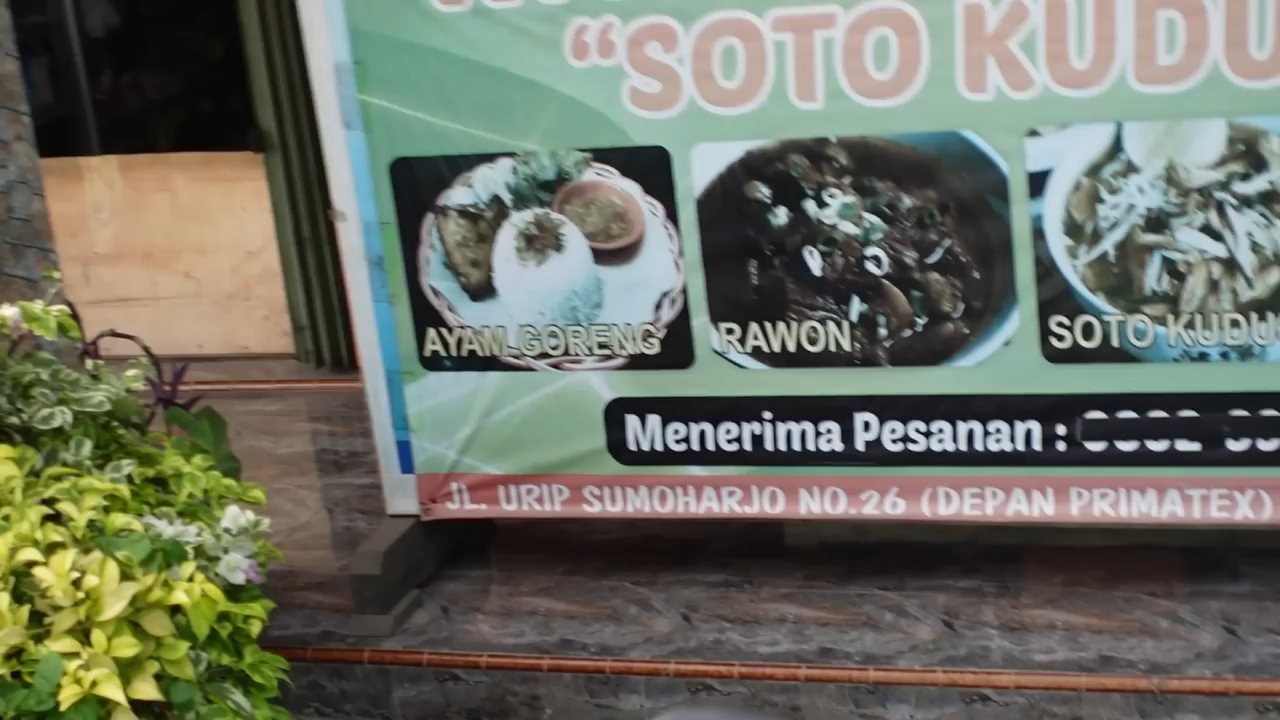 “SOTO KUDU
AYAM GORENG
RAWON
SOTO KUDU
Menerima Pesanan :
JL. URIP SUMOHARJO NO.26 (DEPAN PRIMATEX)